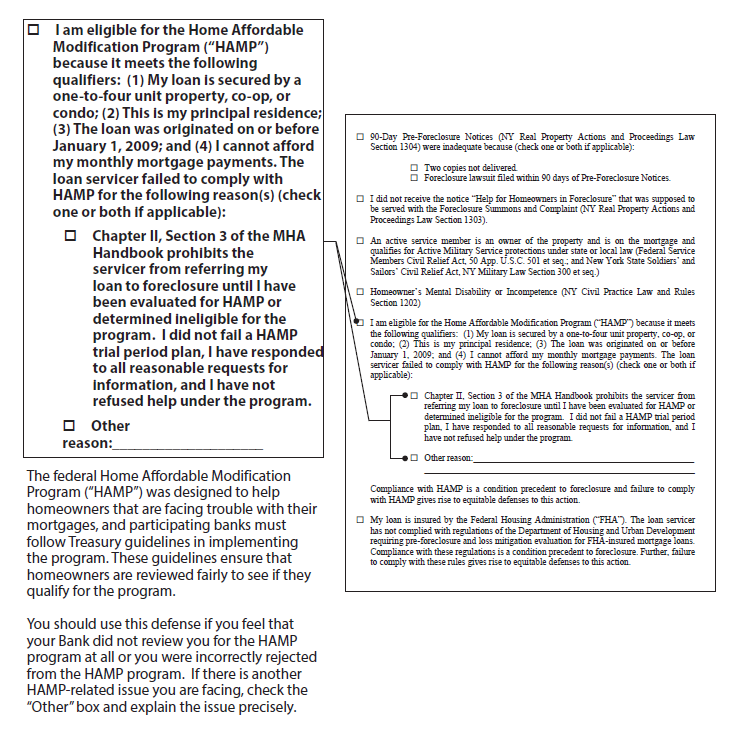 ☐ I am eligible for the Home Affordable
Modification Program (“HAMP”)
because it meets the following
qualifiers: (1) My loan is secured by a
one-to-four unit property, co-op, or
condo; (2) This is my principal residence;
(3) The loan was originated on or before
January 1, 2009; and (4) I cannot afford
my monthly mortgage payments. The
loan servicer failed to comply with
HAMP for the following reason(s) (check
one or both if applicable):
☐ Chapter II, Section 3 of the MHA
Handbook prohibits the
servicer from referring my
loan to foreclosure until I have
been evaluated for HAMP or
determined ineligible for the
program. I did not fail a HAMP
trial period plan, I have responded
to all reasonable requests for
information, and I have not
refused help under the program.
☐ Other
reason:______________________
The federal Home Affordable Modification
Program (“HAMP”) was designed to help
homeowners that are facing trouble with their
mortgages, and participating banks must
follow Treasury guidelines in implementing
the program. These guidelines ensure that
homeowners are reviewed fairly to see if they
qualify for the program.
You should use this defense if you feel that
your Bank did not review you for the HAMP
program at all or you were incorrectly rejected
from the HAMP program. If there is another
HAMP-related issue you are facing, check the
“Other” box and explain the issue precisely.
☐ 90-Day Pre-Foreclosure Notices (NY Real Property Actions and Proceedings Law
Section 1304) were inadequate because (check one or both if applicable):
☐ Two copies not delivered.
☐ Foreclosure lawsuit filed within 90 days of Pre-Foreclosure Notices.
☐ I did not receive the notice “Help for Homeowners in Foreclosure” that was supposed to
be served with the Foreclosure Summons and Complaint (NY Real Property Actions and
Proceedings Law Section 1303).
☐ An active service member is an owner of the property and is on the mortgage and
qualifies for Active Military Service protections under state or local law (Federal Service
Members Civil Relief Act, 50 App. U.S.C. 501 et seq.; and New York State Soldiers’ and
Sailors’ Civil Relief Act, NY Military Law Section 300 et seq.)
☐ Homeowner’s Mental Disability or Incompetence (NY Civil Practice Law and Rules
Section 1202)
☐ I am eligible for the Home Affordable Modification Program (“HAMP”) because it meets
the following qualifiers: (1) My loan is secured by a one-to-four unit property, co-op, or
condo; (2) This is my principal residence; (3) The loan was originated on or before
January 1, 2009; and (4) I cannot afford my monthly mortgage payments. The loan
servicer failed to comply with HAMP for the following reason(s) (check one or both if
applicable):
☐ Chapter II, Section 3 of the MHA Handbook prohibits the servicer from
referring my loan to foreclosure until I have been evaluated for HAMP or
determined ineligible for the program. I did not fail a HAMP trial period
plan, I have responded to all reasonable requests for information, and I
have not refused help under the program.
☐ Other reason:______________________
Compliance with HAMP is a condition precedent to foreclosure and failure to comply
with HAMP gives rise to equitable defenses to this action.
☐ My loan is insured by the Federal Housing Administration (“FHA”). The loan servicer
has not complied with regulations of the Department of Housing and Urban Development
requiring pre-foreclosure and loss mitigation evaluation for FHA-insured mortgage loans.
Compliance with these regulations is a condition precedent to foreclosure. Further, failure
to comply with these rules gives rise to equitable defenses to this action.